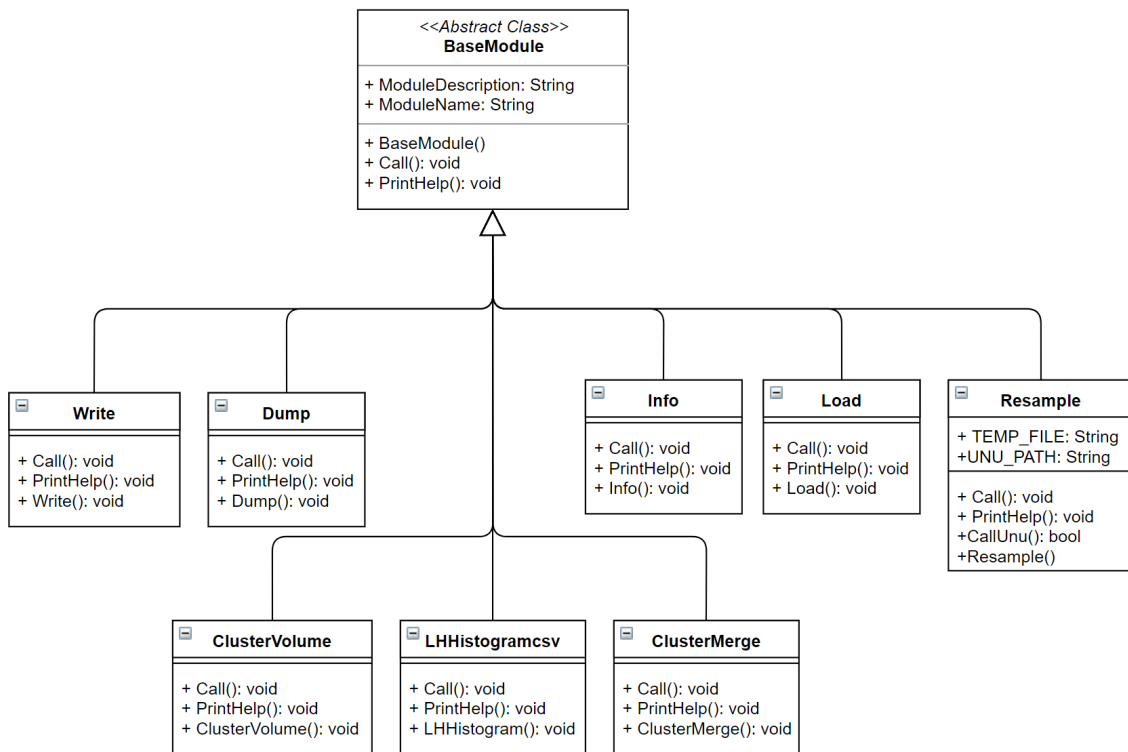 <<Abstract Class>>
BaseModule
+ ModuleDescription: String
+ ModuleName: String
+ BaseModule()
+ Call(): void
+ PrintHelp(): void
Write
+ Call(): void
+ PrintHelp(): void
+ Write(): void
Dump
+ Call(): void
+ PrintHelp(): void
+ Dump(): void
Info
+ Call(): void
+ PrintHelp(): void
+ Info(): void
Load
+ Call(): void
+ PrintHelp(): void
+ Load(): void
Resample
+ TEMP_FILE: String
+UNU_PATH: String
+ Call(): void
+ PrintHelp(): void
+CallUnu(): bool
+Resample()
ClusterVolume
+ Call(): void
+ PrintHelp(): void
+ ClusterVolume(): void
LHHistogramcsv
+ Call(): void
+ PrintHelp(): void
+ LHHistogram(): void
ClusterMerge
+ Call(): void
+ PrintHelp(): void
+ ClusterMerge(): void